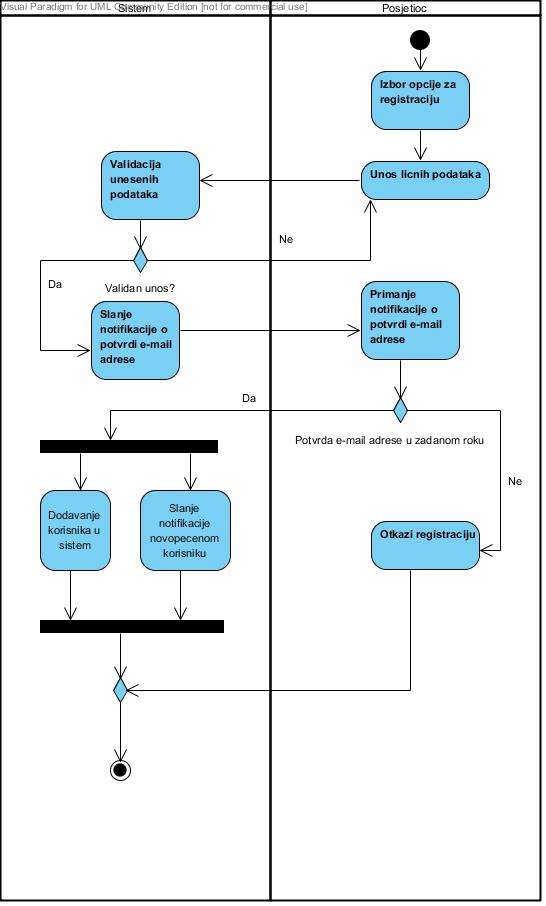 Visual Paradigm for UML Community Edition [not for commercial use]
Sistem
Posjetioc
Izbor opcije za
registraciju
Unos licnih podataka
Validacija
unesenih
podataka
Ne
Da
Validan unos?
Slanje
notifikacije o
potvrdi e-mail
adrese
Primanje
notifikacije o
potvrdi e-mail
adrese
Da
Potvrda e-mail adrese u zadanom roku
Ne
Dodavanje
korisnika u
sistem
Slanje
notifikacije
novopecenom
korisniku
Otkazi registraciju